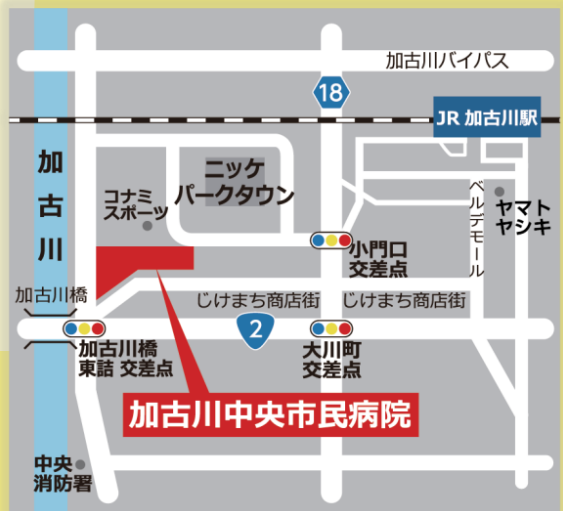 加古川バイパス
18
JR 加古川駅
加古川
ニッケ
パークタウン
コナミ
スポーツ
ベルデモール
ヤマト
ヤシキ
小門口
交差点
加古川橋
じけまち商店街
じけまち商店街
2
加古川橋
東詰 交差点
大川町
交差点
加古川中央市民病院
中央
消防署